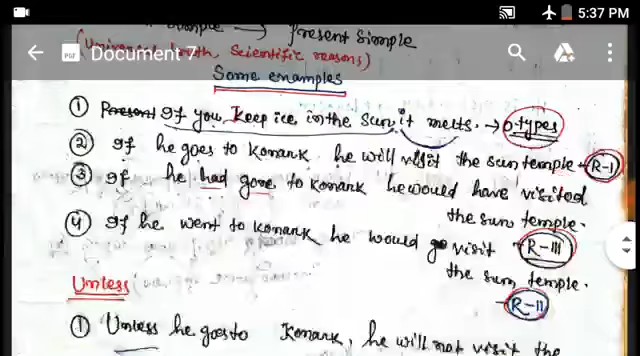 5:37 PM
Simple → Present Simple
Document 7
(Universal truth, Scientific reasons)
Some examples
① If you keep ice in the sun, it melts. → 0-types
② If he goes to Konark he will visit the sun temple → R-I
③ If he had gone to Konark he would have visited
the sun temple.
→ R-III
④ If he went to Konark he would visit
the sun temple.
→ R-II
Unless
① Unless he goes to Konark, he will not visit the